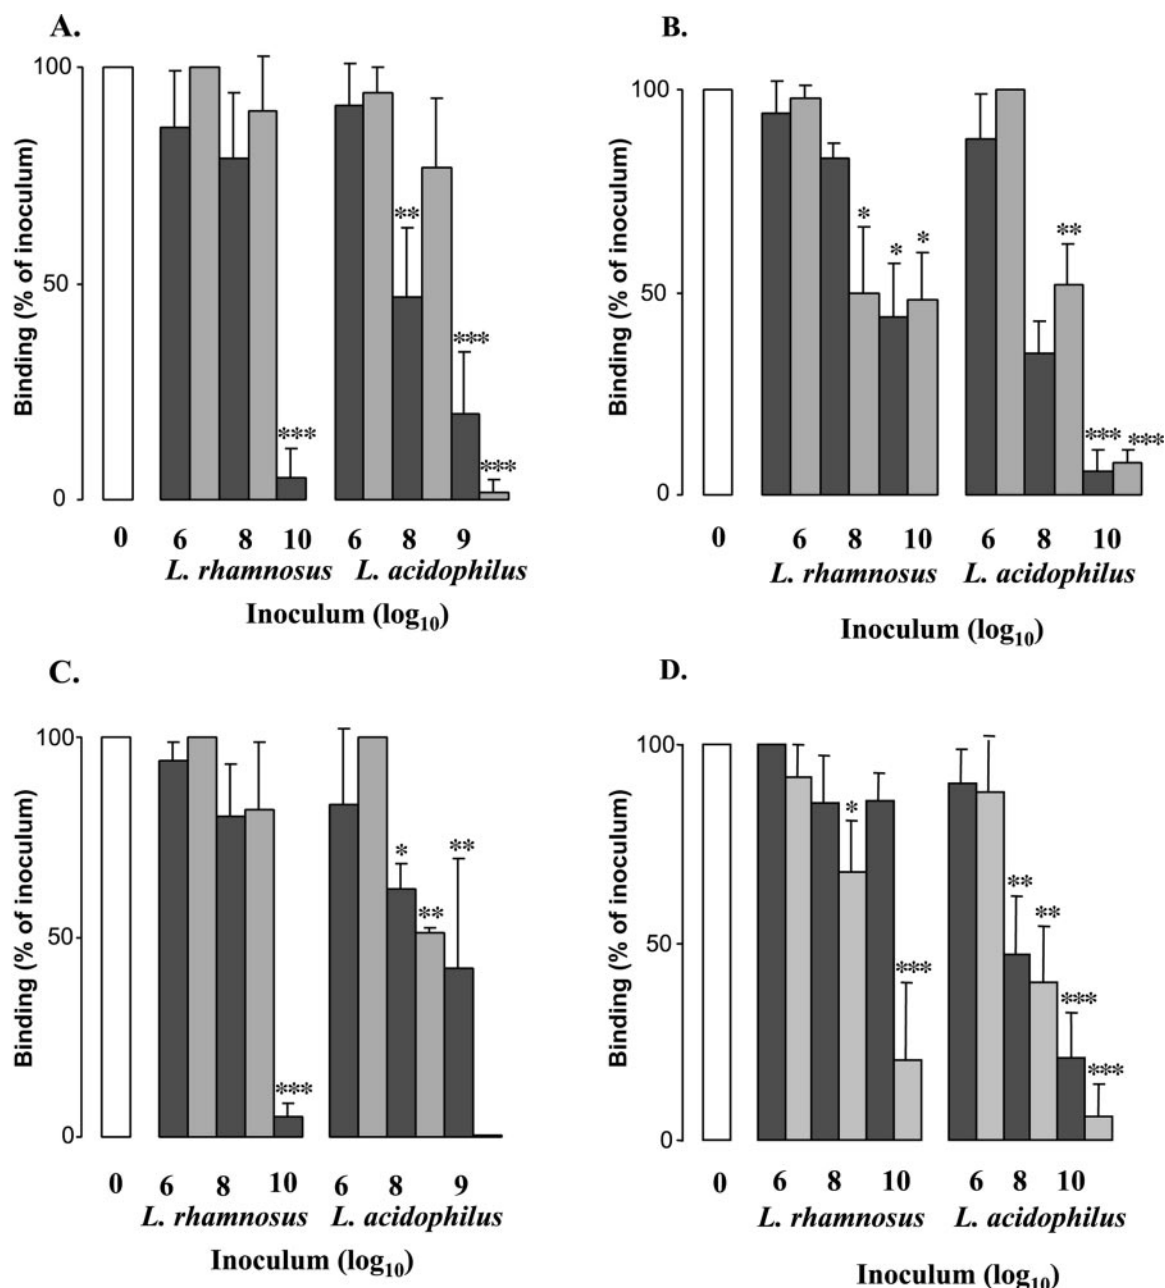 A.
Binding (% of inoculum)
100
50
0
**
***
***
***
0 6 8 10 6 8 9
L. rhamnosus L. acidophilus
Inoculum (log10)
B.
Binding (% of inoculum)
100
50
0
*
*
*
**
***
***
0 6 8 10 6 8 10
L. rhamnosus L. acidophilus
Inoculum (log10)
C.
Binding (% of inoculum)
100
50
0
***
*
**
**
0 6 8 10 6 8 9
L. rhamnosus L. acidophilus
Inoculum (log10)
D.
Binding (% of inoculum)
100
50
0
*
***
**
**
***
***
0 6 8 10 6 8 10
L. rhamnosus L. acidophilus
Inoculum (log10)